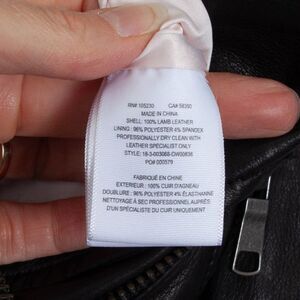 RN# 105230 CA# 58390
MADE IN CHINA
SHELL: 100% LAMB LEATHER
LINING: 96% POLYESTER 4% SPANDEX
PROFESSIONALLY DRY CLEAN WITH
LEATHER SPECIALIST ONLY
STYLE: 18-3-003068-OW00836
PO# 000579
FABRIQUÉ EN CHINE
EXTERIEUR: 100% CUIR D'AGNEAU
DOUBLURE: 96% POLYESTER 4% ÉLASTHANNE
NETTOYAGE À SEC PROFESSIONNEL AUPRÈS
D'UN SPÉCIALISTE DU CUIR UNIQUEMENT